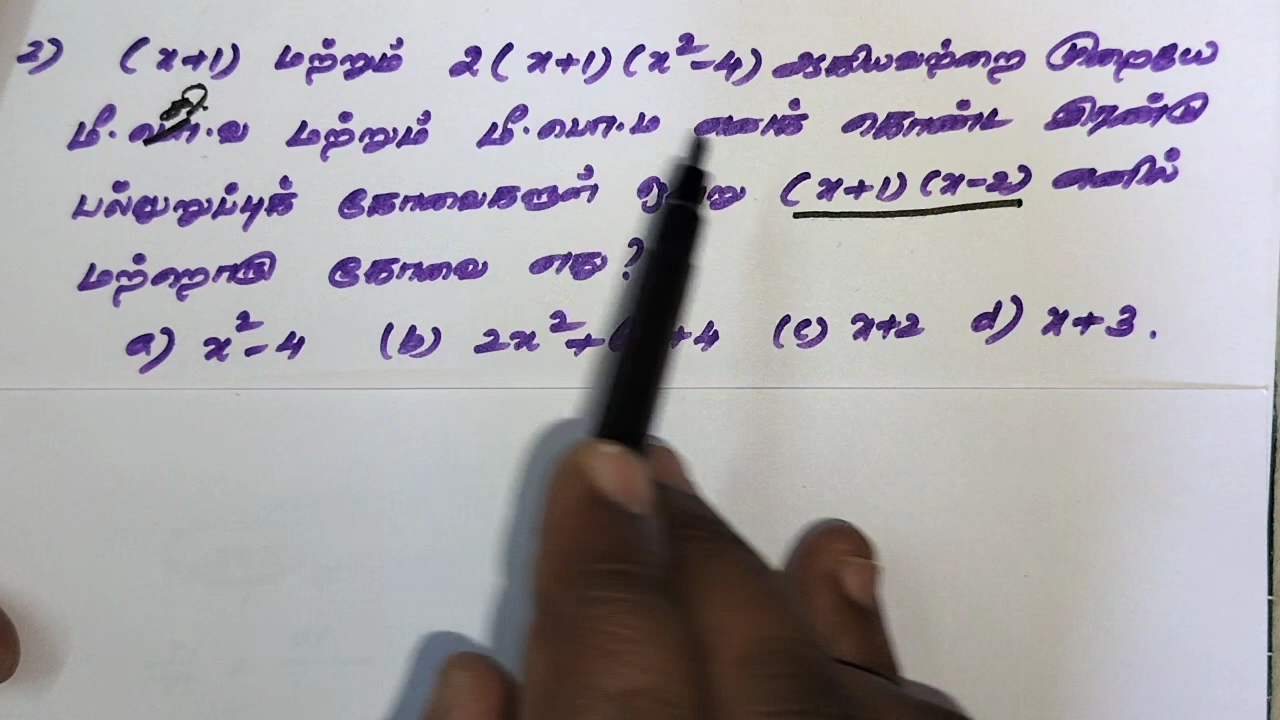 2) (x+1) மற்றும் 2(x+1)(x²-4) ஆகியவற்றை முறையே
மீ. .வ மற்றும் மீ.பொ.ம எனக் கொண்ட இரண்டு
பல்லுறுப்புக் கோவைகளுள் ஒன்று (x+1)(x-2) எனில்
மற்றொரு கோவை எது?
a) x²-4 (b) 2x²+ +4 (c) x+2 d) x+3.